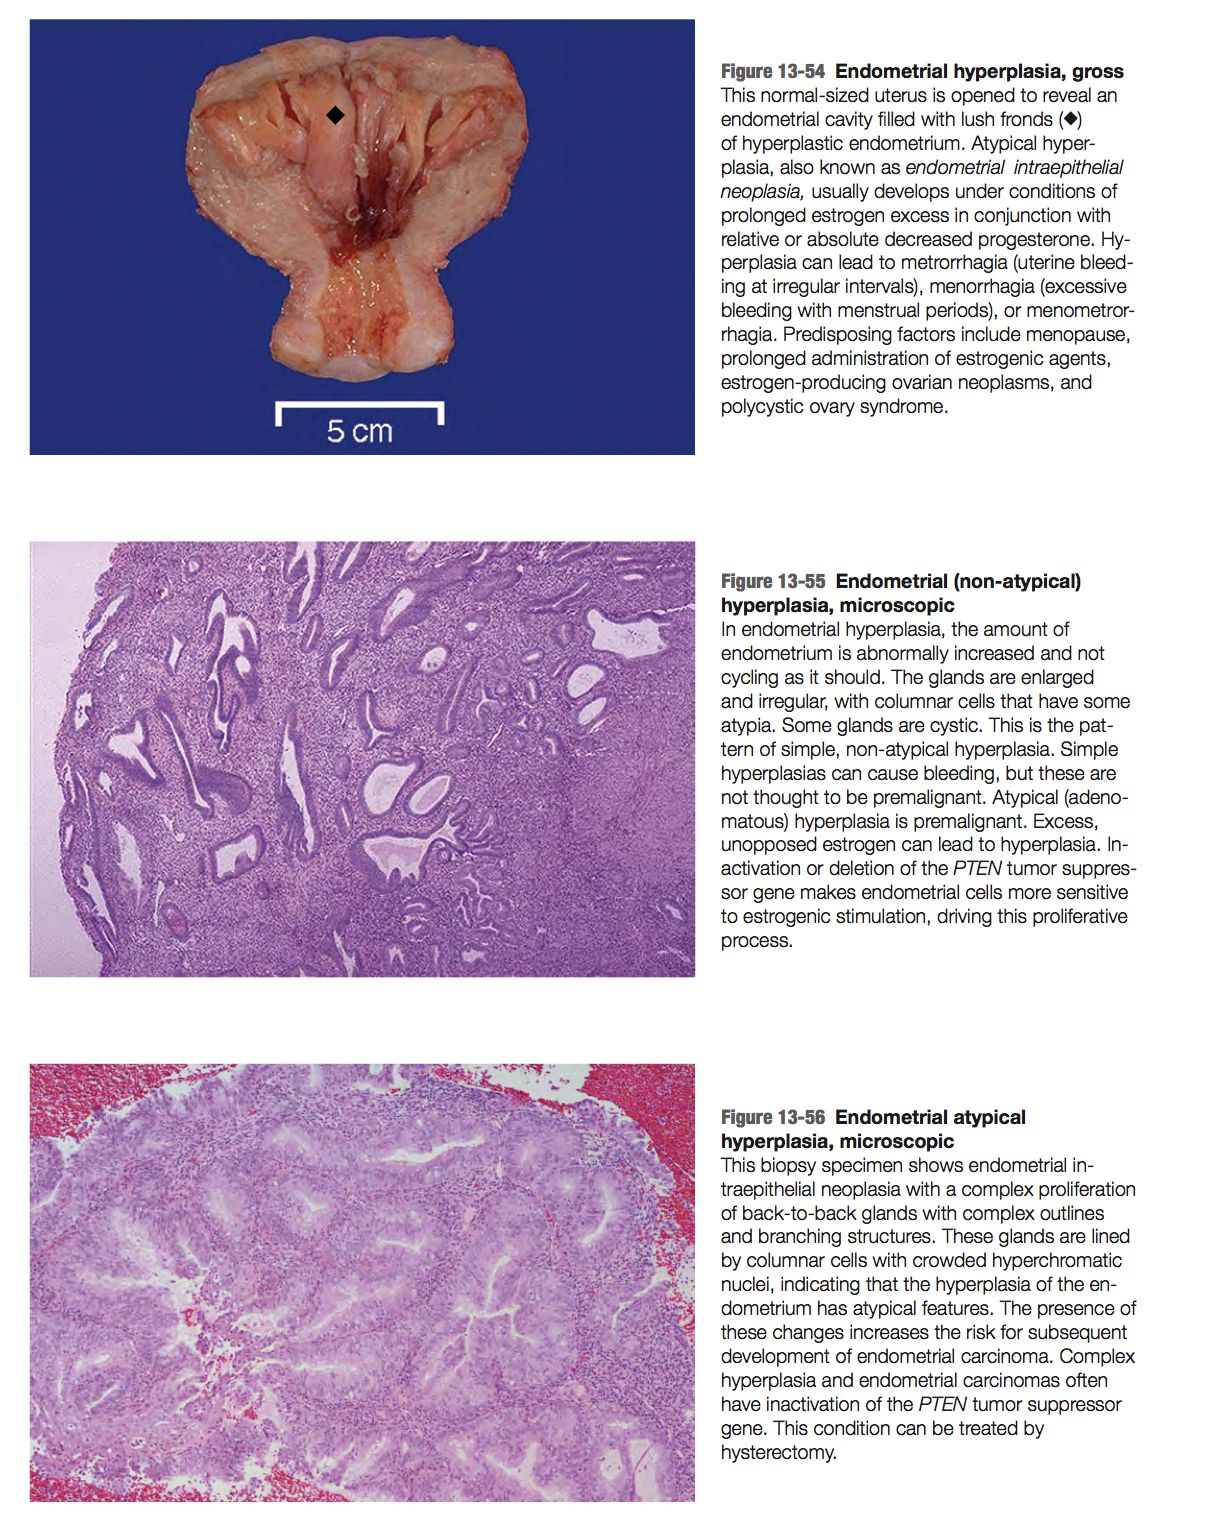 Figure 13-54 Endometrial hyperplasia, gross
This normal-sized uterus is opened to reveal an
endometrial cavity filled with lush fronds (◆)
of hyperplastic endometrium. Atypical hyper-
plasia, also known as endometrial intraepithelial
neoplasia, usually develops under conditions of
prolonged estrogen excess in conjunction with
relative or absolute decreased progesterone. Hy-
perplasia can lead to metrorrhagia (uterine bleed-
ing at irregular intervals), menorrhagia (excessive
bleeding with menstrual periods), or menometror-
rhagia. Predisposing factors include menopause,
prolonged administration of estrogenic agents,
estrogen-producing ovarian neoplasms, and
polycystic ovary syndrome.
5 cm
Figure 13-55 Endometrial (non-atypical)
hyperplasia, microscopic
In endometrial hyperplasia, the amount of
endometrium is abnormally increased and not
cycling as it should. The glands are enlarged
and irregular, with columnar cells that have some
atypia. Some glands are cystic. This is the pat-
tern of simple, non-atypical hyperplasia. Simple
hyperplasias can cause bleeding, but these are
not thought to be premalignant. Atypical (adeno-
matous) hyperplasia is premalignant. Excess,
unopposed estrogen can lead to hyperplasia. In-
activation or deletion of the PTEN tumor suppres-
sor gene makes endometrial cells more sensitive
to estrogenic stimulation, driving this proliferative
process.
Figure 13-56 Endometrial atypical
hyperplasia, microscopic
This biopsy specimen shows endometrial in-
traepithelial neoplasia with a complex proliferation
of back-to-back glands with complex outlines
and branching structures. These glands are lined
by columnar cells with crowded hyperchromatic
nuclei, indicating that the hyperplasia of the en-
dometrium has atypical features. The presence of
these changes increases the risk for subsequent
development of endometrial carcinoma. Complex
hyperplasia and endometrial carcinomas often
have inactivation of the PTEN tumor suppressor
gene. This condition can be treated by
hysterectomy.